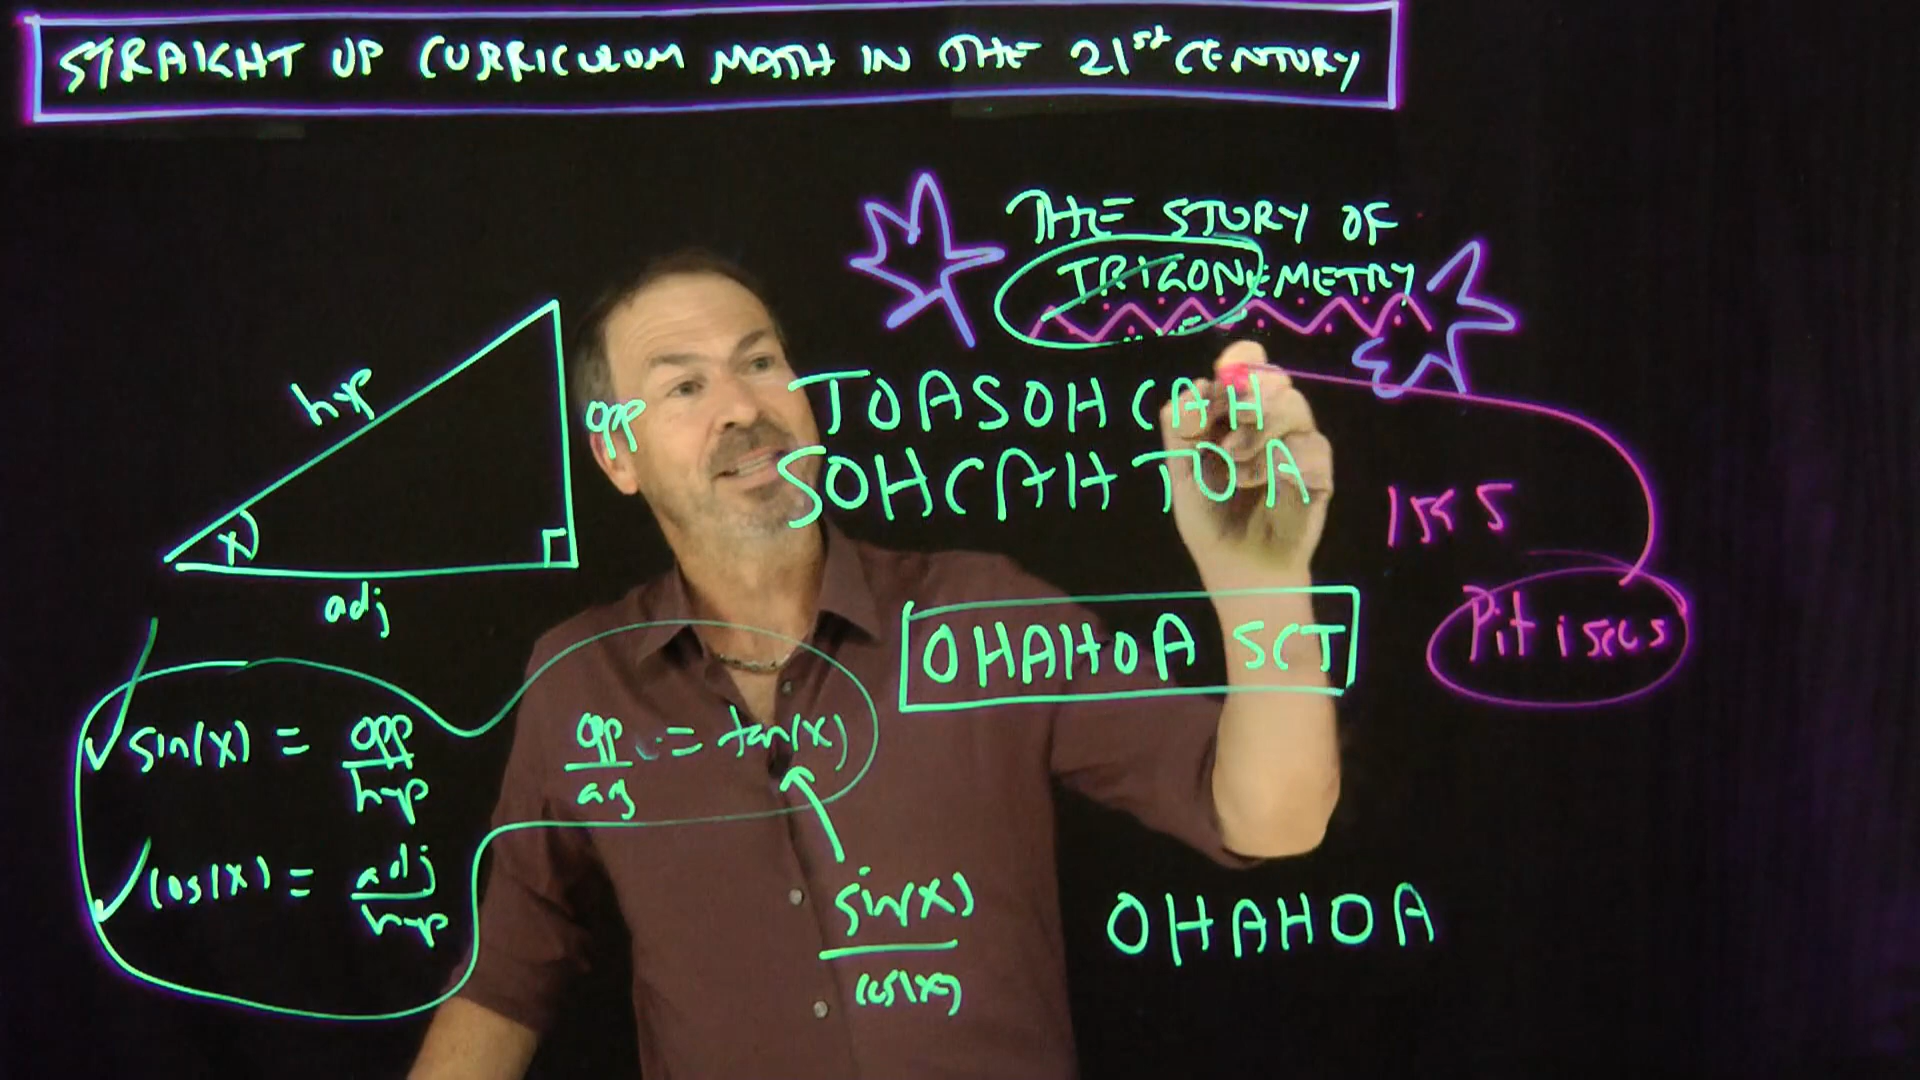 STRAIGHT UP CURRICULUM MATH IN THE 21st CENTURY
THE STORY OF
TRIGONEMETRY
TOASOHCAH
SOHCAHTOA
1595
Pitiscus
OHAHOA SCT
hyp
opp
x
adj
sin(x) = opp/hyp
opp/adj = tan(x)
cos(x) = adj/hyp
sin(x)/cos(x)
OHAHOA